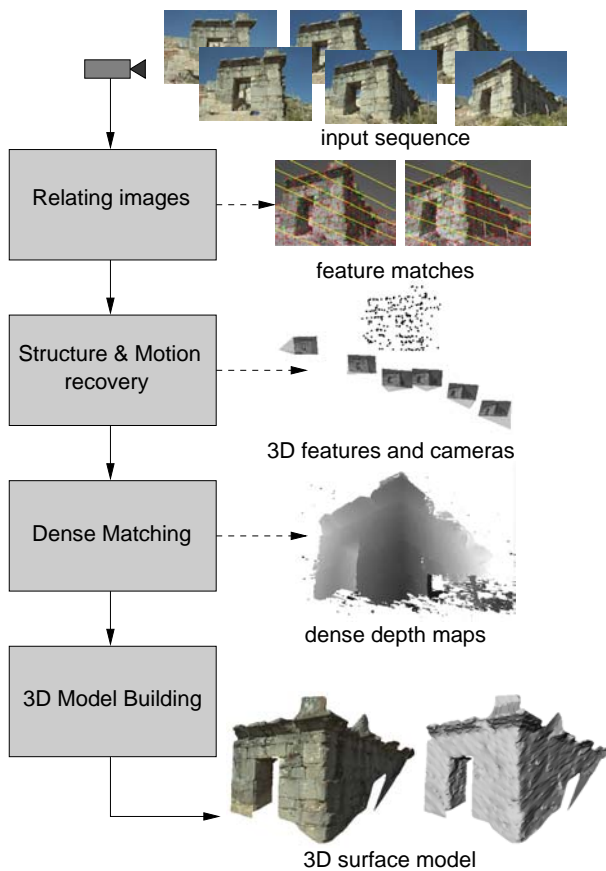 input sequence
Relating images
feature matches
Structure & Motion
recovery
3D features and cameras
Dense Matching
dense depth maps
3D Model Building
3D surface model